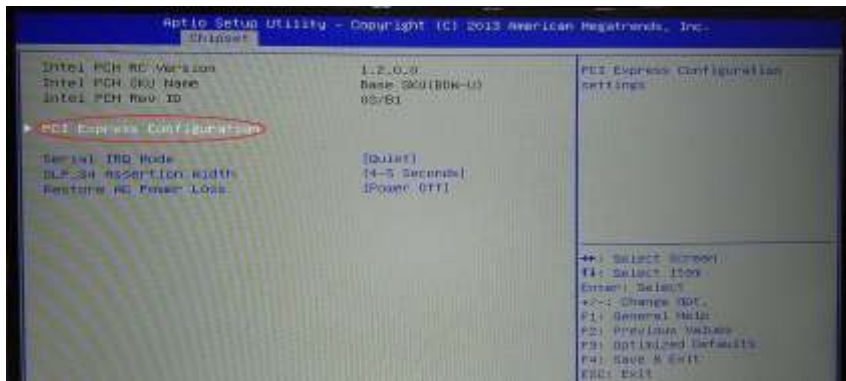 Aptio Setup Utility - Copyright (C) 2013 American Megatrends, Inc.
Chipset
Intel PCH RC Version 1.2.0.0
Intel PCH SKU Name Base SKU(BDW-U)
Intel PCH Rev ID 03/B1
PCI Express Configuration
Serial IRQ Mode [Quiet]
SLP_S4 Assertion Width [4-5 Seconds]
Restore AC Power Loss [Power Off]
PCI Express Configuration
settings
→←: Select Screen
↑↓: Select Item
Enter: Select
+/-: Change Opt.
F1: General Help
F2: Previous Values
F3: Optimized Defaults
F4: Save & Exit
ESC: Exit